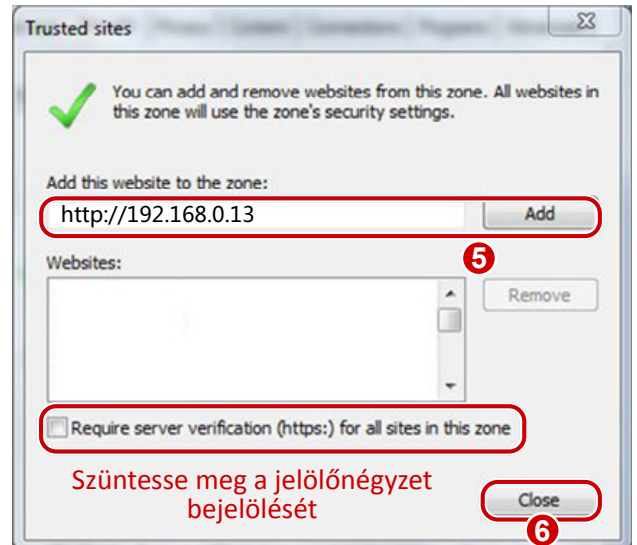 Trusted sites
You can add and remove websites from this zone. All websites in
this zone will use the zone's security settings.
Add this website to the zone:
http://192.168.0.13
Add
5
Websites:
Remove
Require server verification (https:) for all sites in this zone
Szüntesse meg a jelölőnégyzet
bejelölését
Close
6